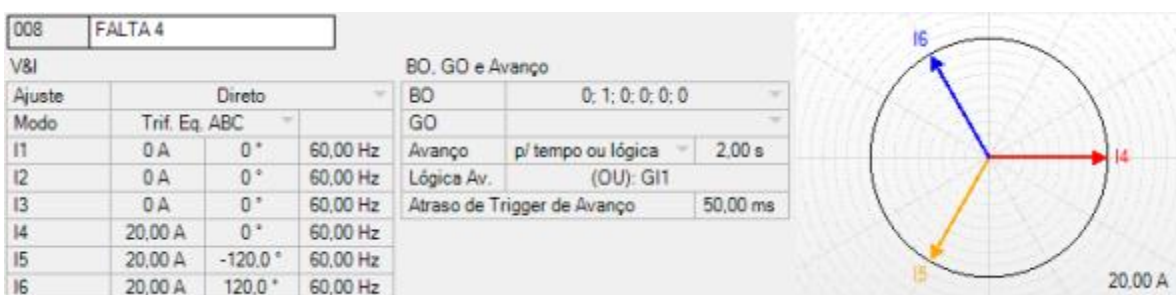 008 FALTA 4
V&I BO, GO e Avanço
Ajuste Direto BO 0; 1; 0; 0; 0; 0
Modo Trif. Eq. ABC GO
I1 0 A 0 ° 60,00 Hz Avanço p/ tempo ou lógica 2,00 s
I2 0 A 0 ° 60,00 Hz Lógica Av. (OU): GI1
I3 0 A 0 ° 60,00 Hz Atraso de Trigger de Avanço 50,00 ms
I4 20,00 A 0 ° 60,00 Hz
I5 20,00 A -120,0 ° 60,00 Hz
I6 20,00 A 120,0 ° 60,00 Hz
I6
I4
I5
20,00 A